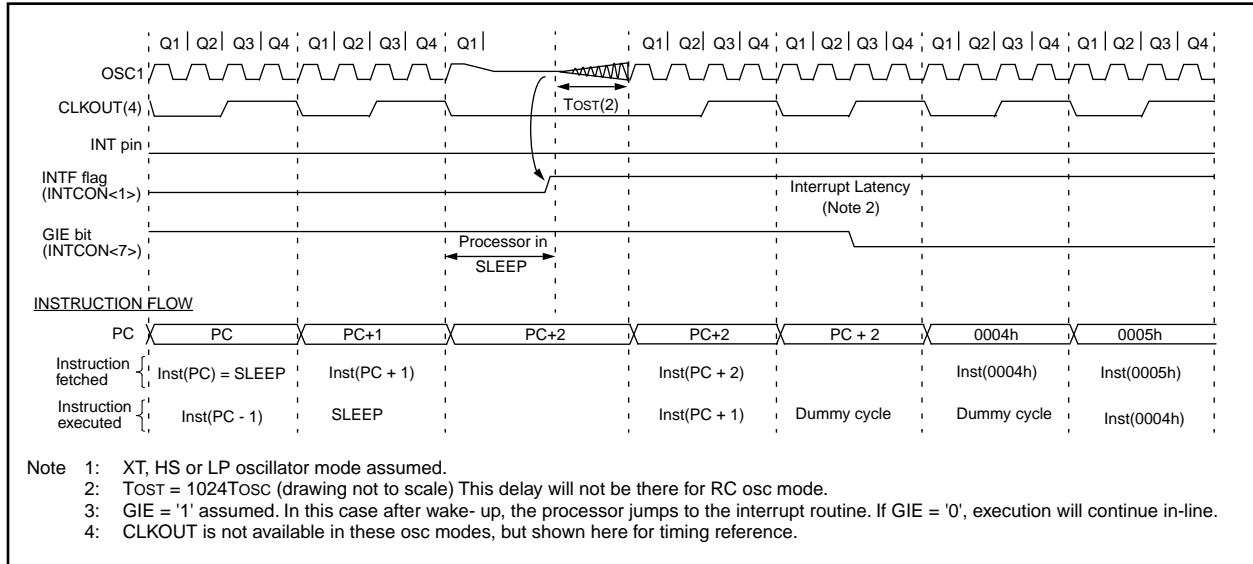 Q1 Q2 Q3 Q4 Q1 Q2 Q3 Q4 Q1 Q1 Q2 Q3 Q4 Q1 Q2 Q3 Q4 Q1 Q2 Q3 Q4 Q1 Q2 Q3 Q4
OSC1
TOST(2)
CLKOUT(4)
INT pin
INTF flag
(INTCON<1>)
Interrupt Latency
(Note 2)
GIE bit
(INTCON<7>)
Processor in
SLEEP
INSTRUCTION FLOW
PC PC PC+1 PC+2 PC+2 PC + 2 0004h 0005h
Instruction
fetched
Inst(PC) = SLEEP Inst(PC + 1) Inst(PC + 2) Inst(0004h) Inst(0005h)
Instruction
executed
Inst(PC - 1) SLEEP Inst(PC + 1) Dummy cycle Dummy cycle Inst(0004h)
Note 1: XT, HS or LP oscillator mode assumed.
2: TOST = 1024TOSC (drawing not to scale) This delay will not be there for RC osc mode.
3: GIE = '1' assumed. In this case after wake- up, the processor jumps to the interrupt routine. If GIE = '0', execution will continue in-line.
4: CLKOUT is not available in these osc modes, but shown here for timing reference.